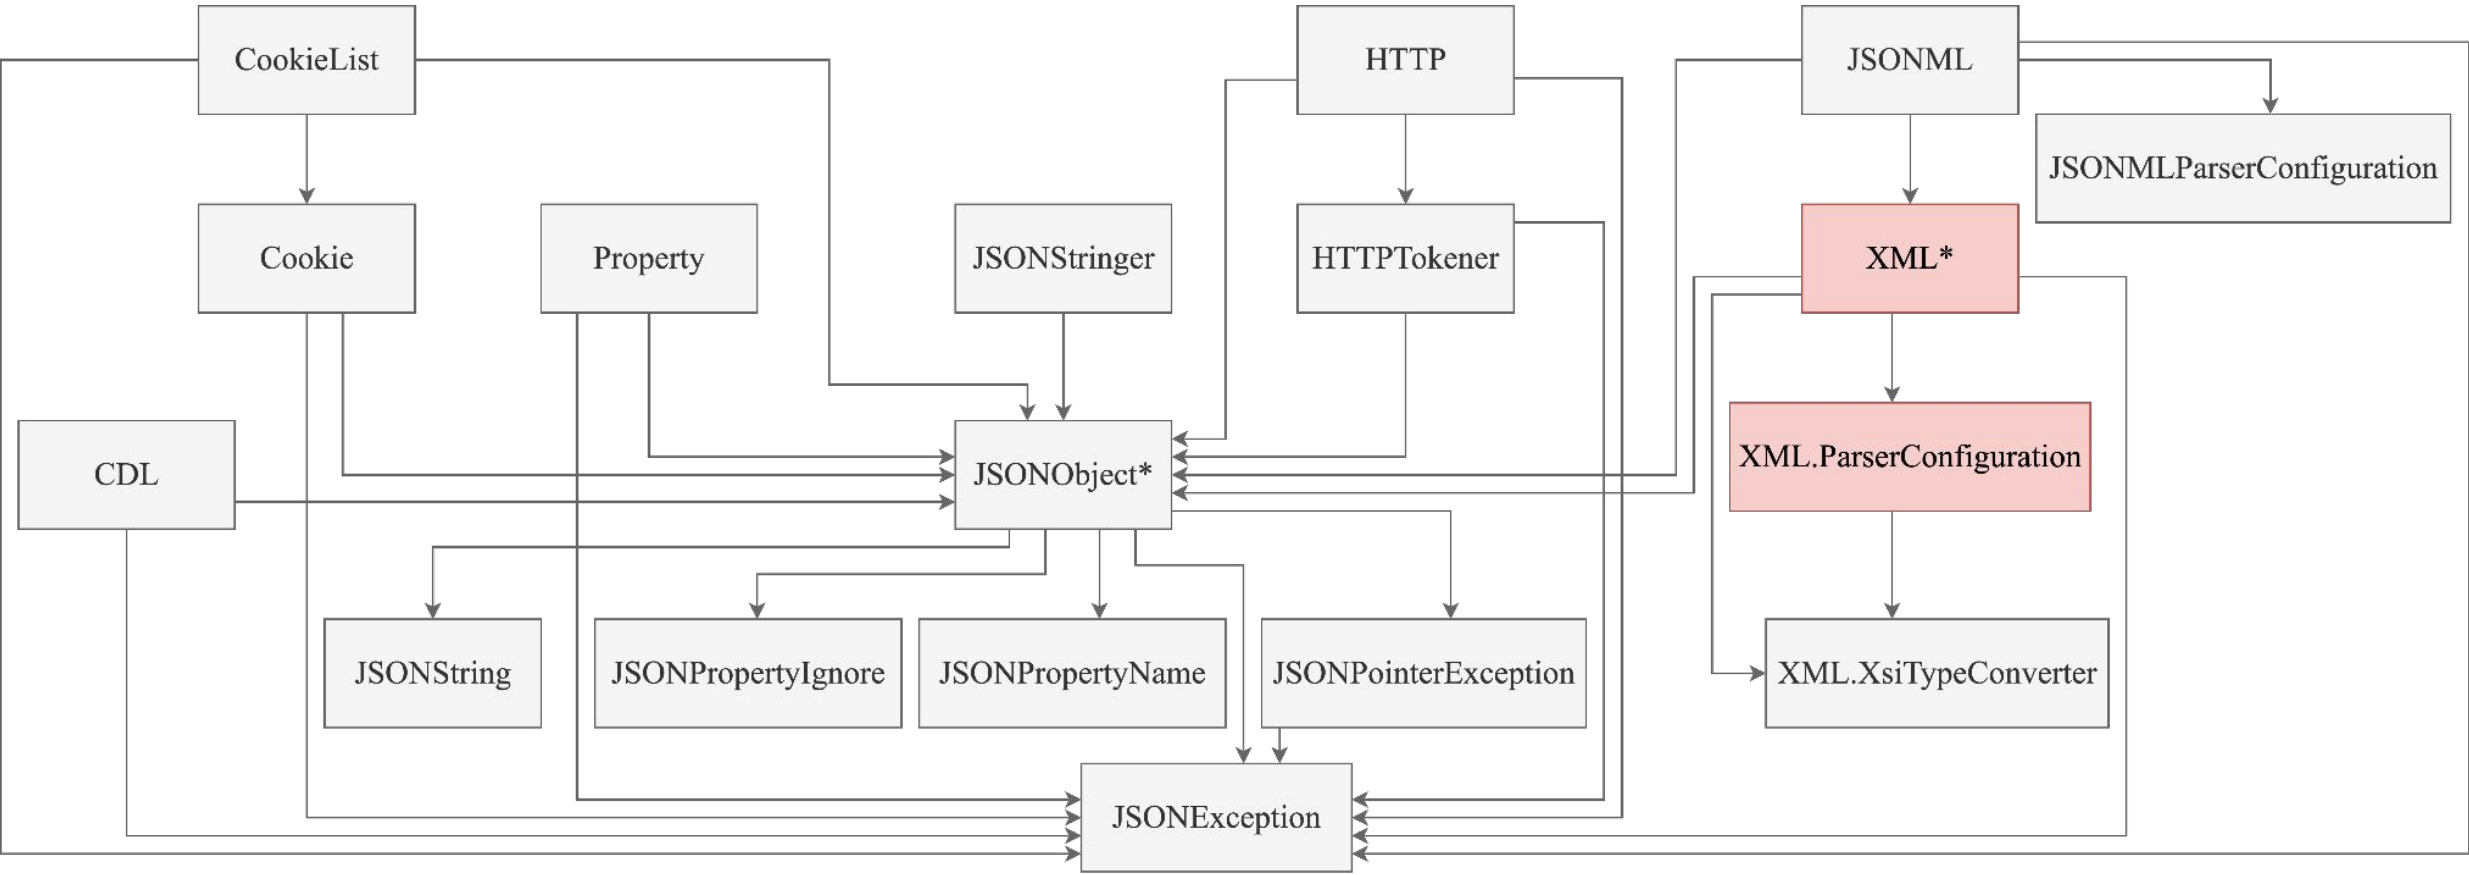 CookieList
HTTP
JSONML
JSONMLParserConfiguration
Cookie
Property
JSONStringer
HTTPTokener
XML*
CDL
JSONObject*
XML.ParserConfiguration
JSONString
JSONPropertyIgnore
JSONPropertyName
JSONPointerException
XML.XsiTypeConverter
JSONException